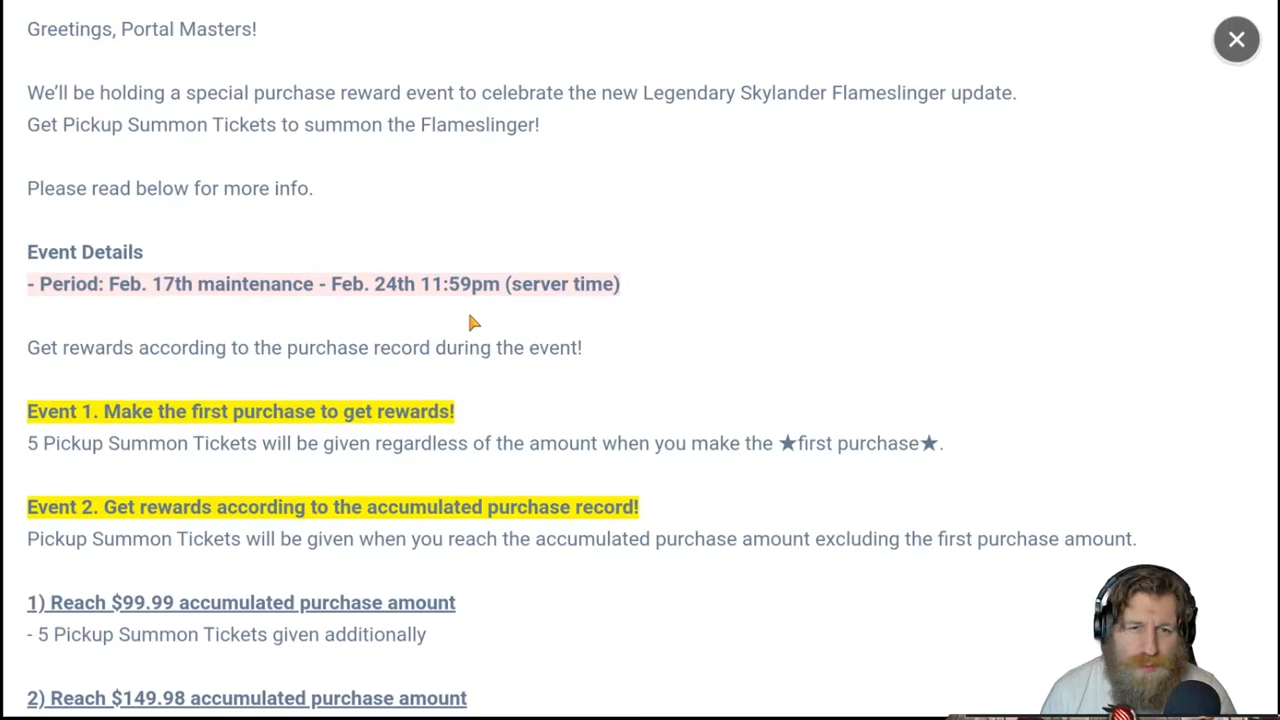 Greetings, Portal Masters!
We'll be holding a special purchase reward event to celebrate the new Legendary Skylander Flameslinger update.
Get Pickup Summon Tickets to summon the Flameslinger!
Please read below for more info.
Event Details
- Period: Feb. 17th maintenance - Feb. 24th 11:59pm (server time)
Get rewards according to the purchase record during the event!
Event 1. Make the first purchase to get rewards!
5 Pickup Summon Tickets will be given regardless of the amount when you make the ★first purchase★.
Event 2. Get rewards according to the accumulated purchase record!
Pickup Summon Tickets will be given when you reach the accumulated purchase amount excluding the first purchase amount.
1) Reach $99.99 accumulated purchase amount
- 5 Pickup Summon Tickets given additionally
2) Reach $149.98 accumulated purchase amount